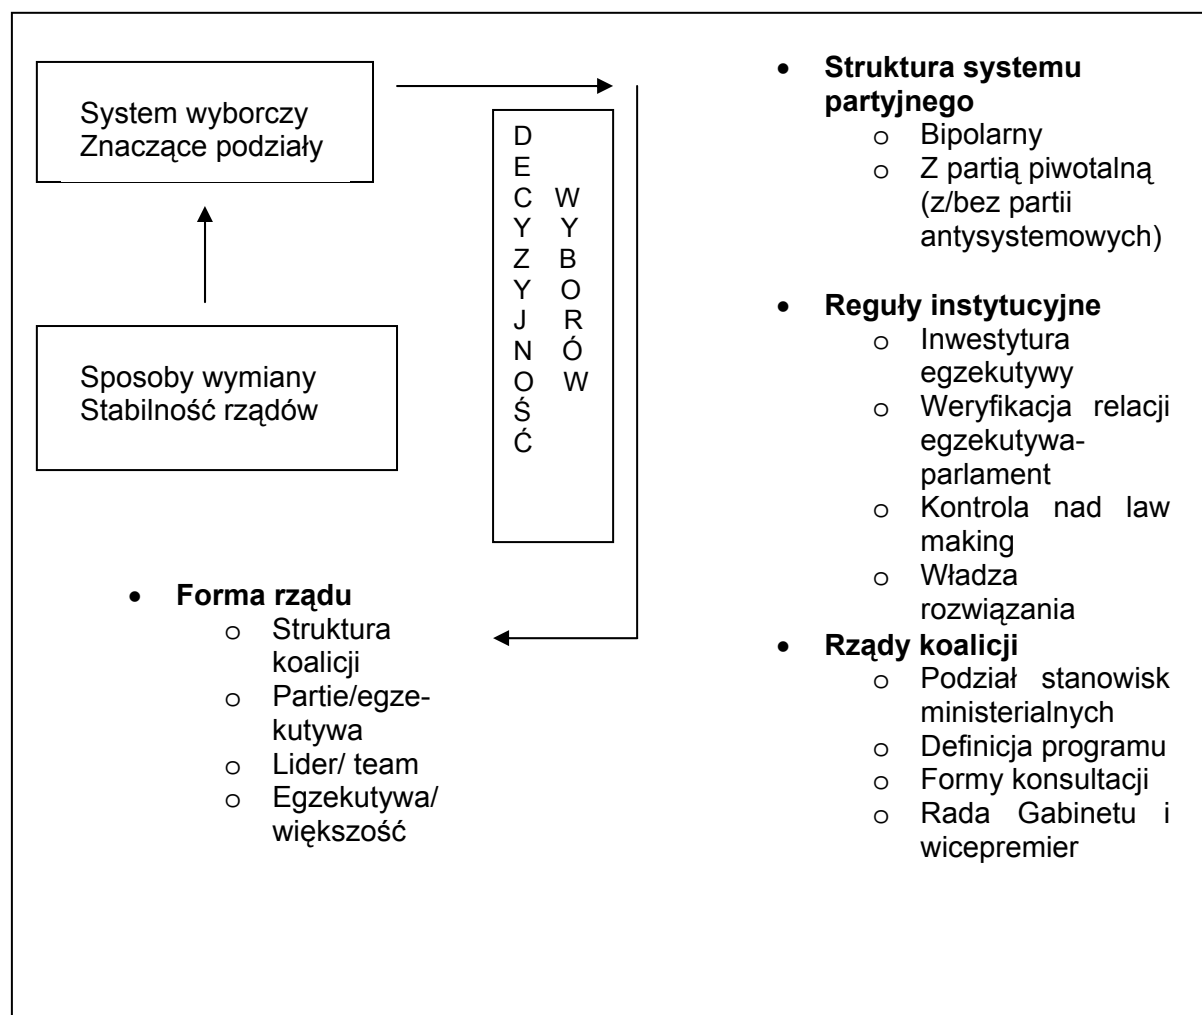 System wyborczy
Znaczące podziały
Sposoby wymiany
Stabilność rządów
DECYZYJNOŚĆ
WYBORÓW
• Forma rządu
o Struktura
koalicji
o Partie/egze-
kutywa
o Lider/ team
o Egzekutywa/
większość
• Struktura systemu
partyjnego
o Bipolarny
o Z partią piwotalną
(z/bez partii
antysystemowych)
• Reguły instytucyjne
o Inwestytura
egzekutywy
o Weryfikacja relacji
egzekutywa-
parlament
o Kontrola nad law
making
o Władza
rozwiązania
• Rządy koalicji
o Podział stanowisk
ministerialnych
o Definicja programu
o Formy konsultacji
o Rada Gabinetu i
wicepremier